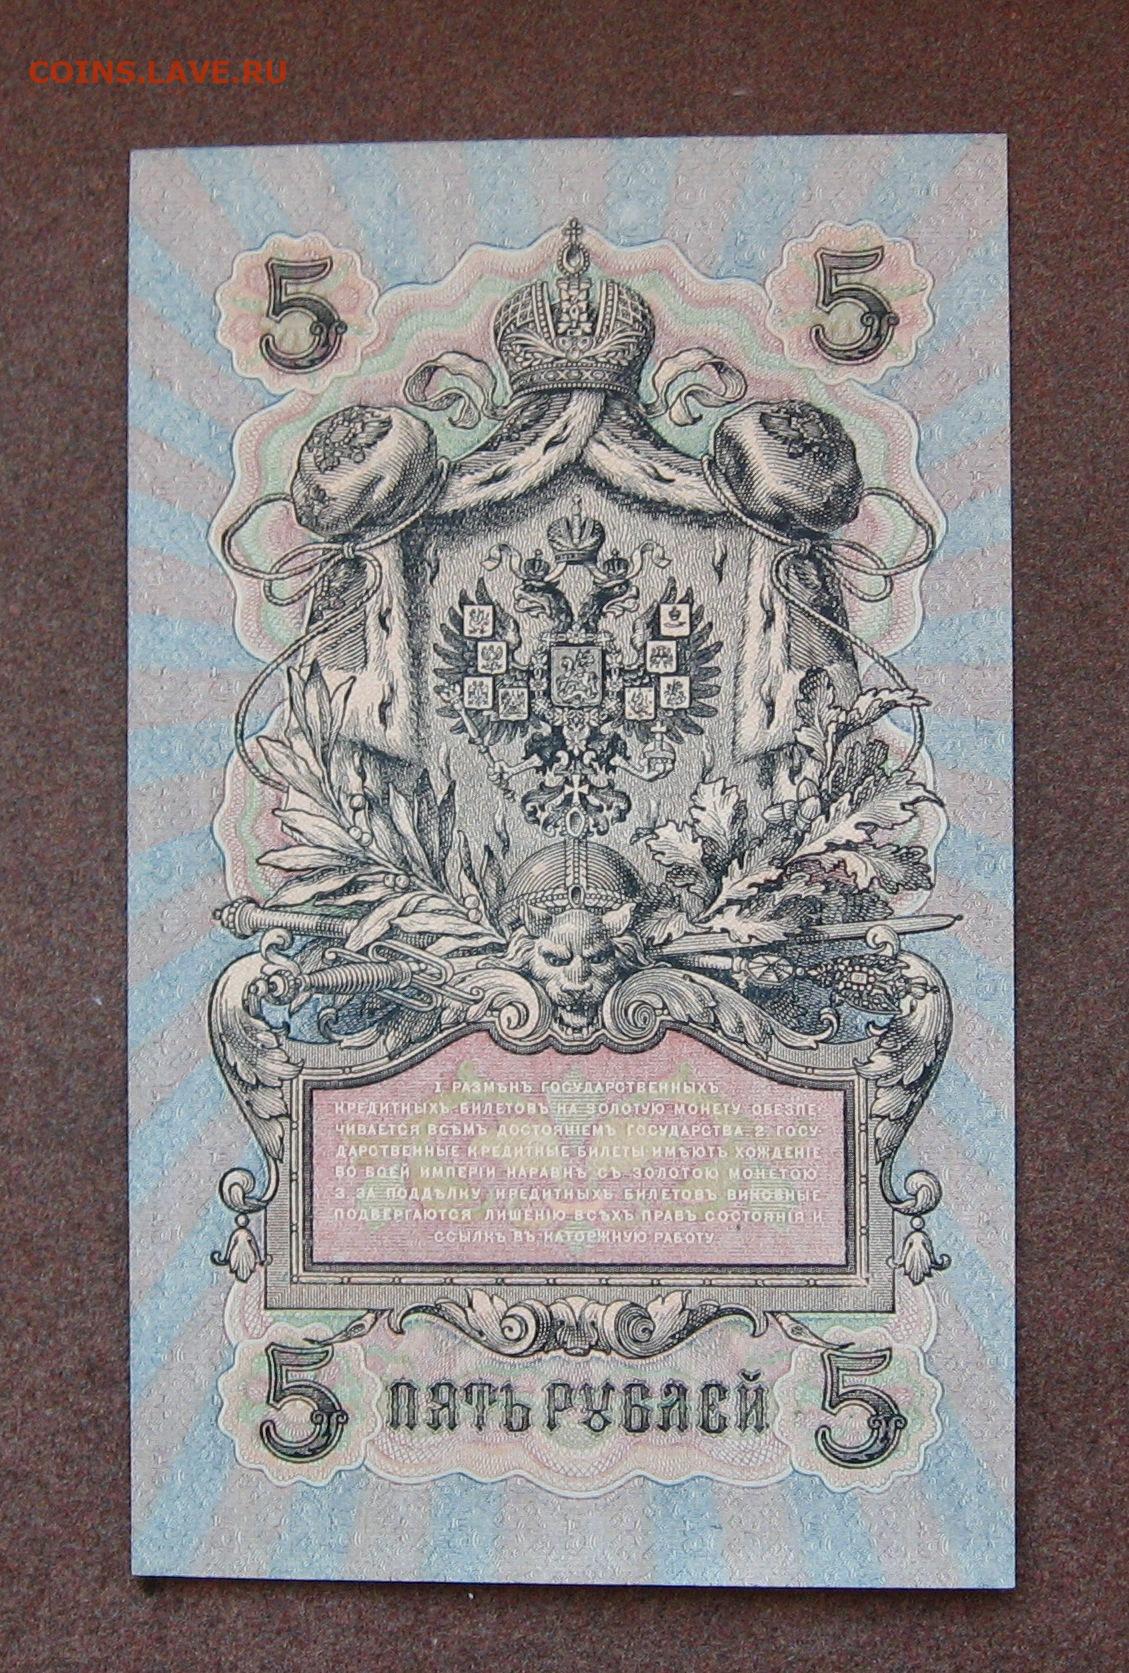 COINS.LAVE.RU
5 5
1. РАЗМѢНЪ ГОСУДАРСТВЕННЫХЪ
КРЕДИТНЫХЪ БИЛЕТОВЪ НА ЗОЛОТУЮ МОНЕТУ ОБЕЗПЕ-
ЧИВАЕТСЯ ВСѢМЪ ДОСТОЯНІЕМЪ ГОСУДАРСТВА. 2. ГОСУ-
ДАРСТВЕННЫЕ КРЕДИТНЫЕ БИЛЕТЫ ИМѢЮТЪ ХОЖДЕНІЕ
ВО ВСЕЙ ИМПЕРІИ НАРАВНѢ СЪ ЗОЛОТОЮ МОНЕТОЮ
3. ЗА ПОДДѢЛКУ КРЕДИТНЫХЪ БИЛЕТОВЪ ВИНОВНЫЕ
ПОДВЕРГАЮТСЯ ЛИШЕНІЮ ВСѢХЪ ПРАВЪ СОСТОЯНІЯ И
ССЫЛКѢ ВЪ КАТОРЖНУЮ РАБОТУ.
5 ПЯТЬ РУБЛЕЙ 5